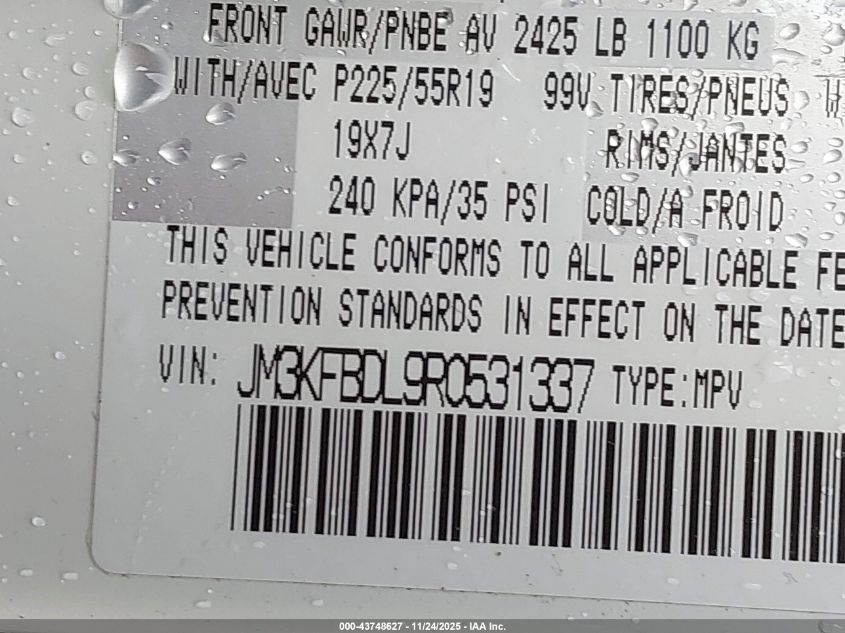 FRONT GAWR/PNBE AV 2425 LB 1100 KG
WITH/AVEC P225/55R19 99V TIRES/PNEUS W
19X7J RIMS/JANTES
240 KPA/35 PSI COLD/A FROID
THIS VEHICLE CONFORMS TO ALL APPLICABLE FE
PREVENTION STANDARDS IN EFFECT ON THE DATE
VIN: JM3KFBDL9R0531337 TYPE:MPV
000-43748627 - 11/24/2025 - IAA Inc.